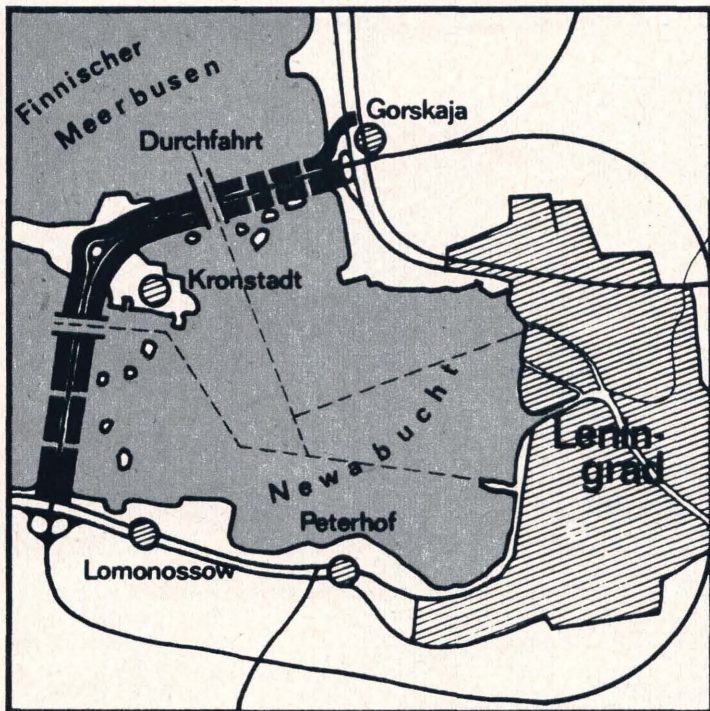 Finnischer
Meerbusen
Durchfahrt
Gorskaja
Kronstadt
Newabucht
Lenin-
grad
Peterhof
Lomonossow